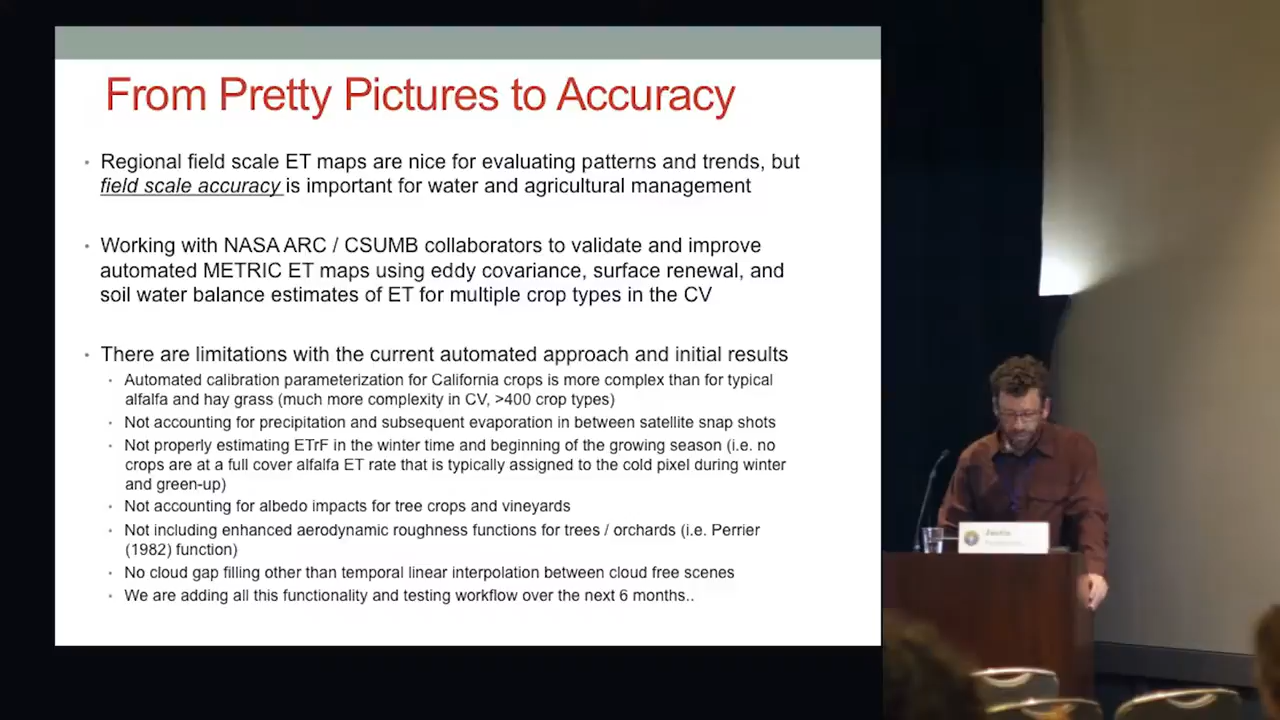 From Pretty Pictures to Accuracy
• Regional field scale ET maps are nice for evaluating patterns and trends, but
field scale accuracy is important for water and agricultural management
• Working with NASA ARC / CSUMB collaborators to validate and improve
automated METRIC ET maps using eddy covariance, surface renewal, and
soil water balance estimates of ET for multiple crop types in the CV
• There are limitations with the current automated approach and initial results
• Automated calibration parameterization for California crops is more complex than for typical
alfalfa and hay grass (much more complexity in CV, >400 crop types)
• Not accounting for precipitation and subsequent evaporation in between satellite snap shots
• Not properly estimating ETrF in the winter time and beginning of the growing season (i.e. no
crops are at a full cover alfalfa ET rate that is typically assigned to the cold pixel during winter
and green-up)
• Not accounting for albedo impacts for tree crops and vineyards
• Not including enhanced aerodynamic roughness functions for trees / orchards (i.e. Perrier
(1982) function)
• No cloud gap filling other than temporal linear interpolation between cloud free scenes
• We are adding all this functionality and testing workflow over the next 6 months..
Justin